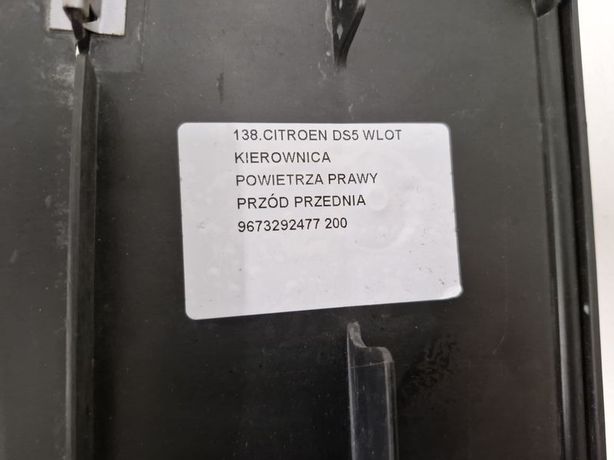 138.CITROEN DS5 WLOT
KIEROWNICA
POWIETRZA PRAWY
PRZÓD PRZEDNIA
9673292477 200